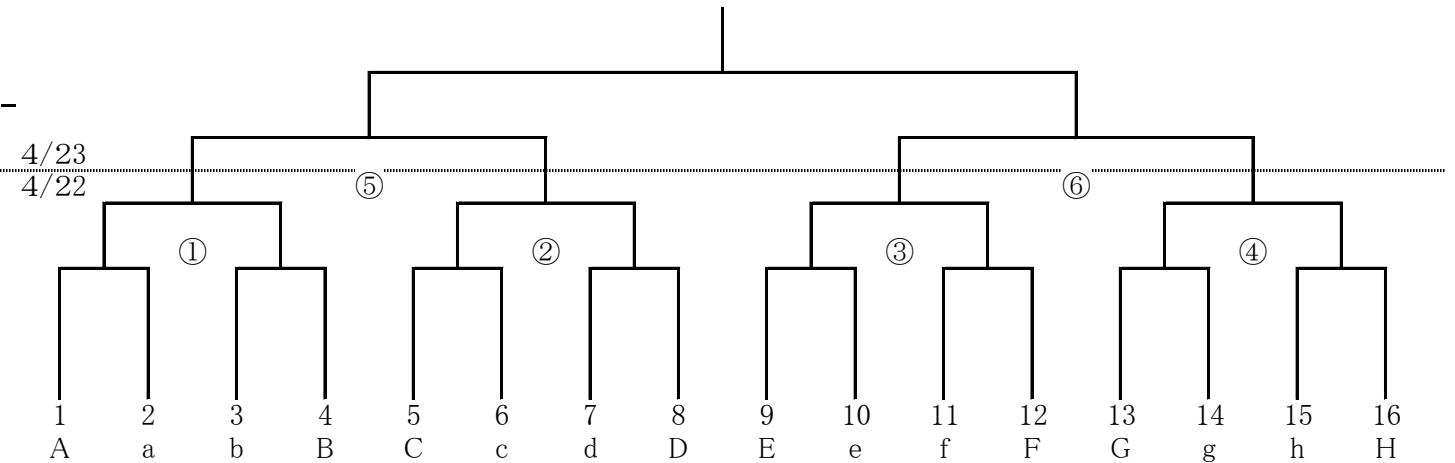 4/23
4/22
⑤ ⑥
① ② ③ ④
1 2 3 4 5 6 7 8 9 10 11 12 13 14 15 16
A a b B C c d D E e f F G g h H